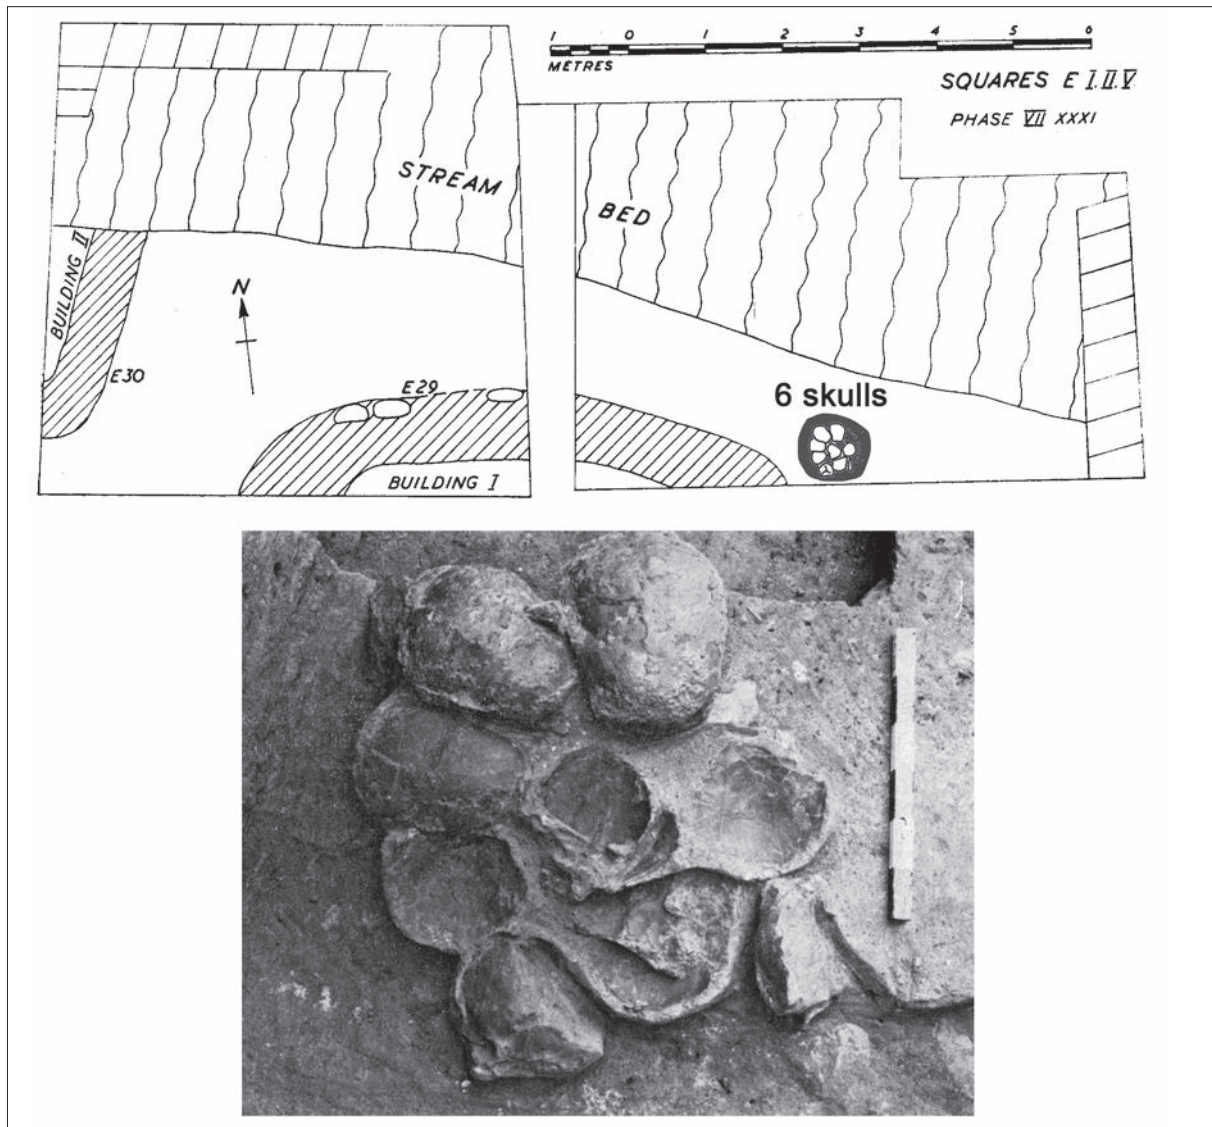 1 0 1 2 3 4 5 6
METRES
SQUARES E I.II.V
PHASE VII XXXI
STREAM
BED
BUILDING II
N
E30
E29
6 skulls
BUILDING I